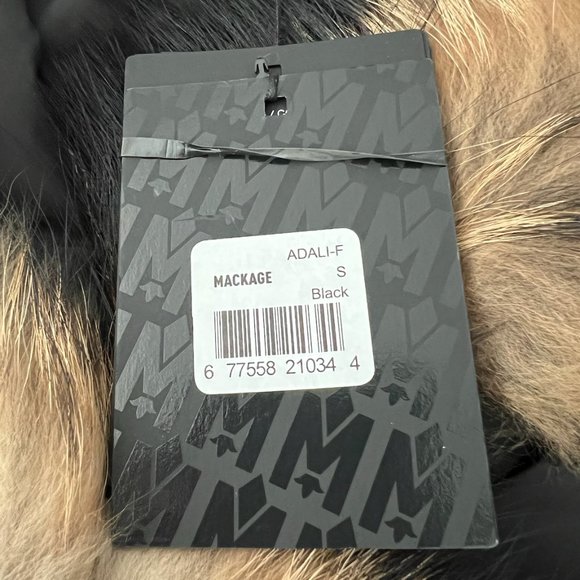 ADALI-F
MACKAGE S
Black
6 77558 21034 4